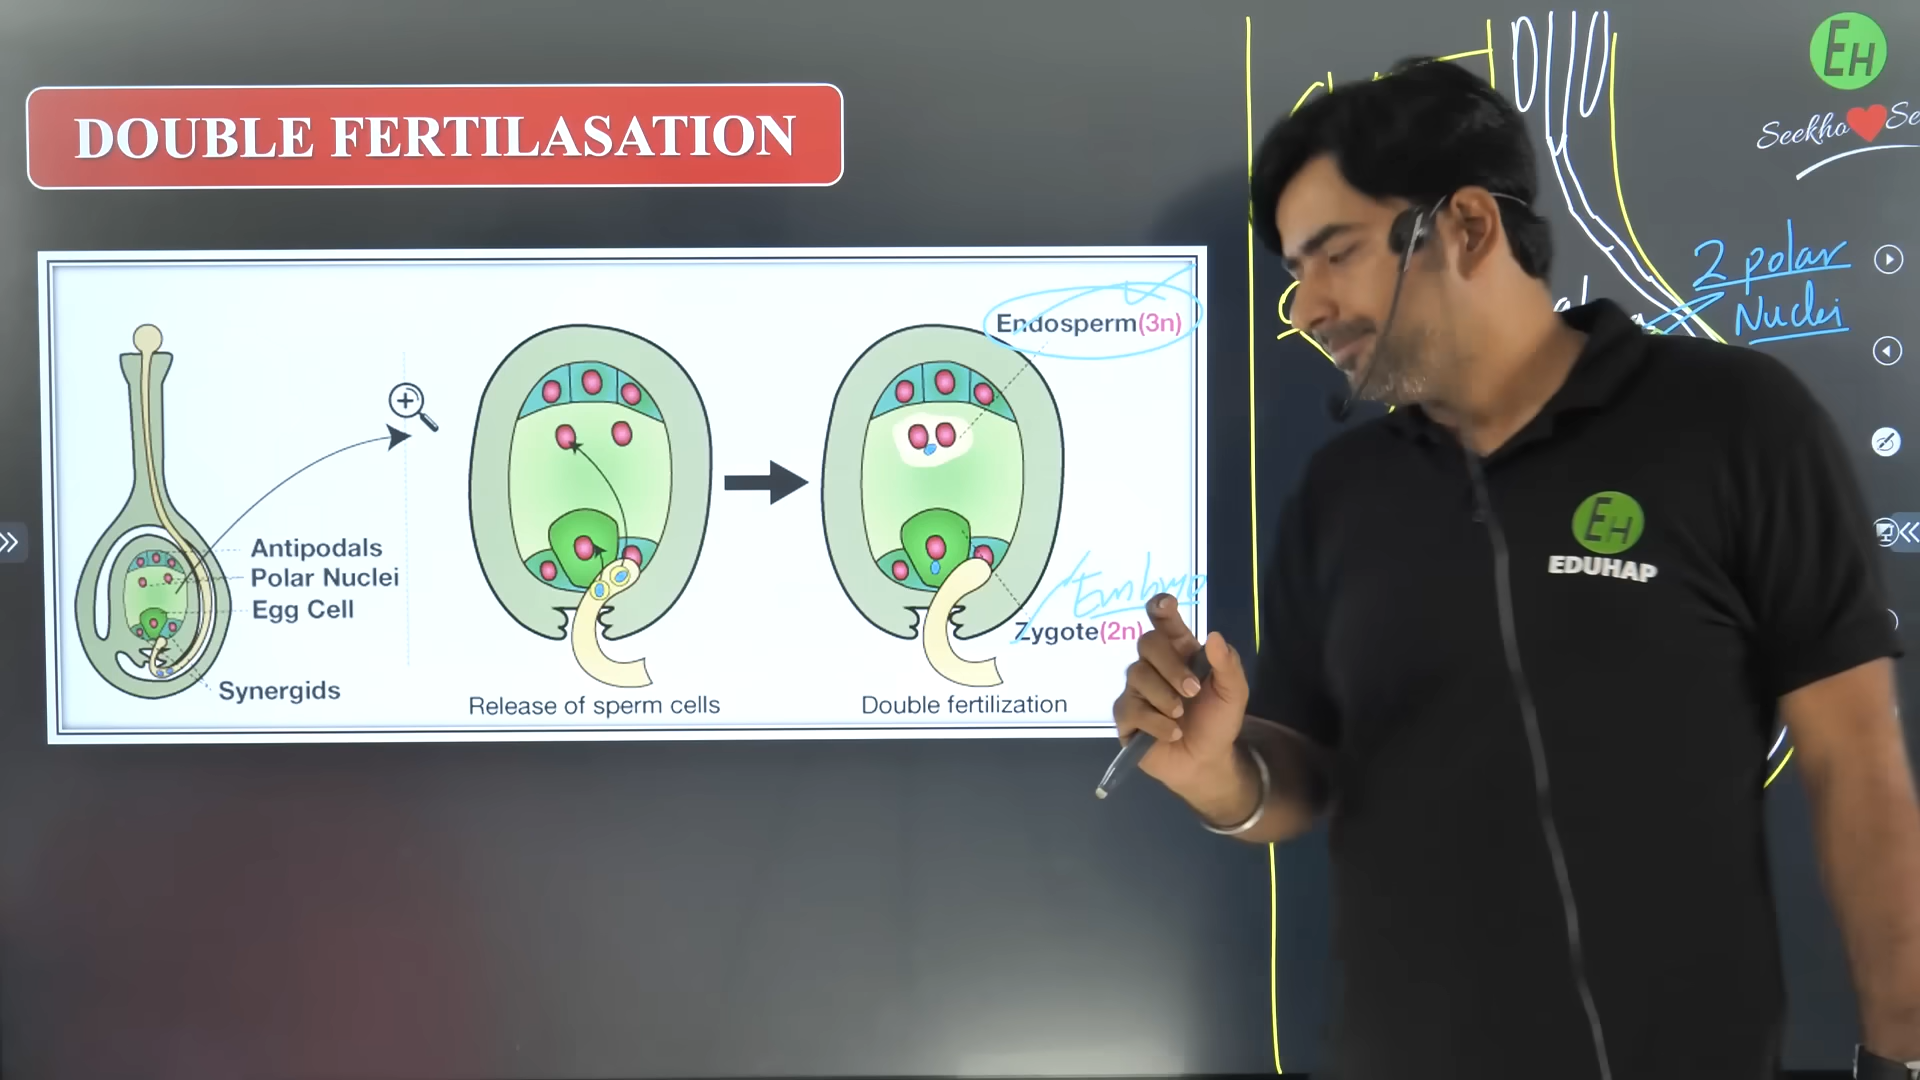 DOUBLE FERTILASATION
EH
Seekho
2 polar
Nuclei
Endosperm(3n)
Antipodals
Polar Nuclei
Egg Cell
Synergids
Embryo
Zygote(2n)
Release of sperm cells
Double fertilization
EH
EDUHAP